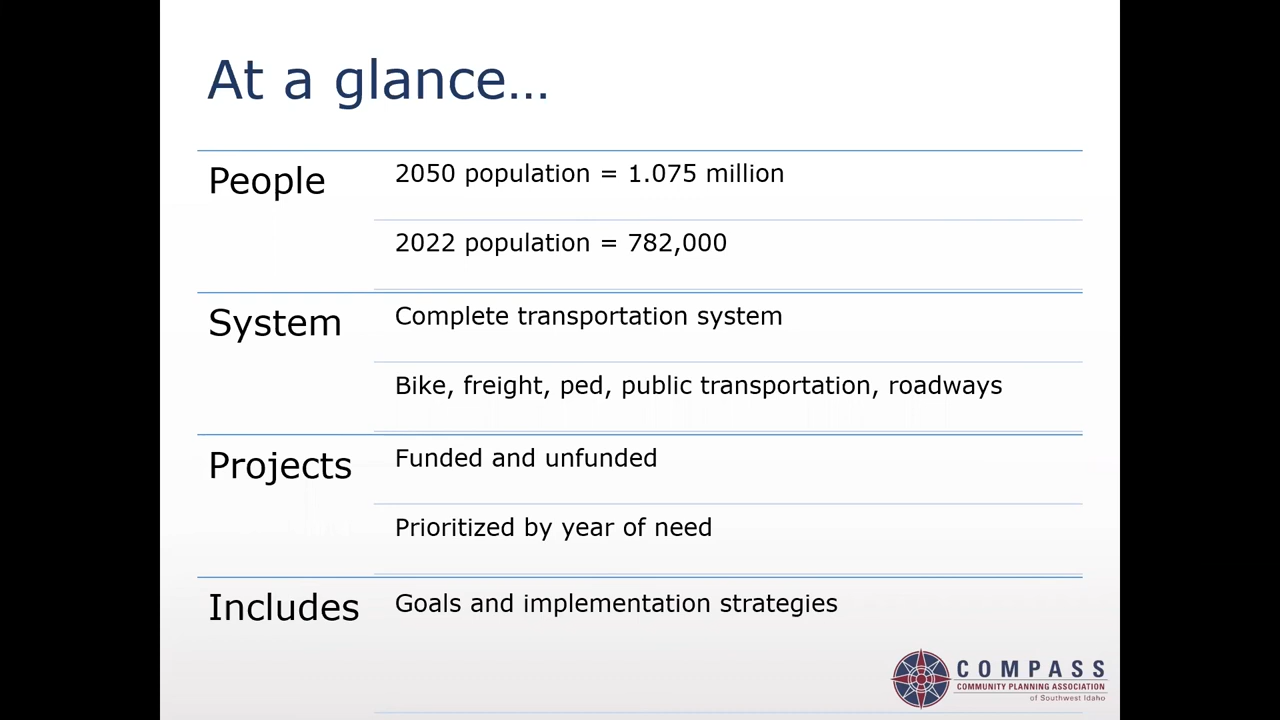 At a glance…
People
2050 population = 1.075 million
2022 population = 782,000
System
Complete transportation system
Bike, freight, ped, public transportation, roadways
Projects
Funded and unfunded
Prioritized by year of need
Includes
Goals and implementation strategies
COMPASS
COMMUNITY PLANNING ASSOCIATION
of Southwest Idaho